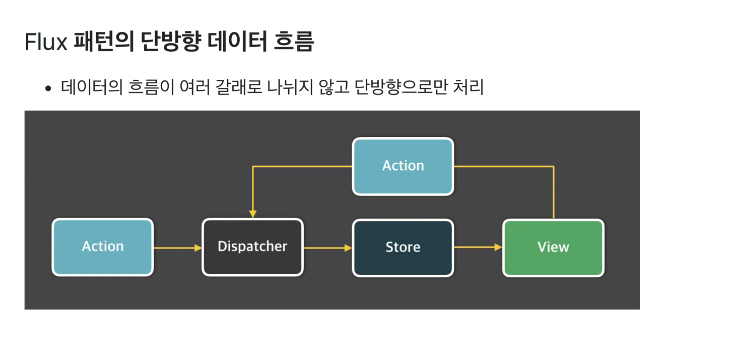 Flux 패턴의 단방향 데이터 흐름
• 데이터의 흐름이 여러 갈래로 나뉘지 않고 단방향으로만 처리
Action
Action
Dispatcher
Store
View